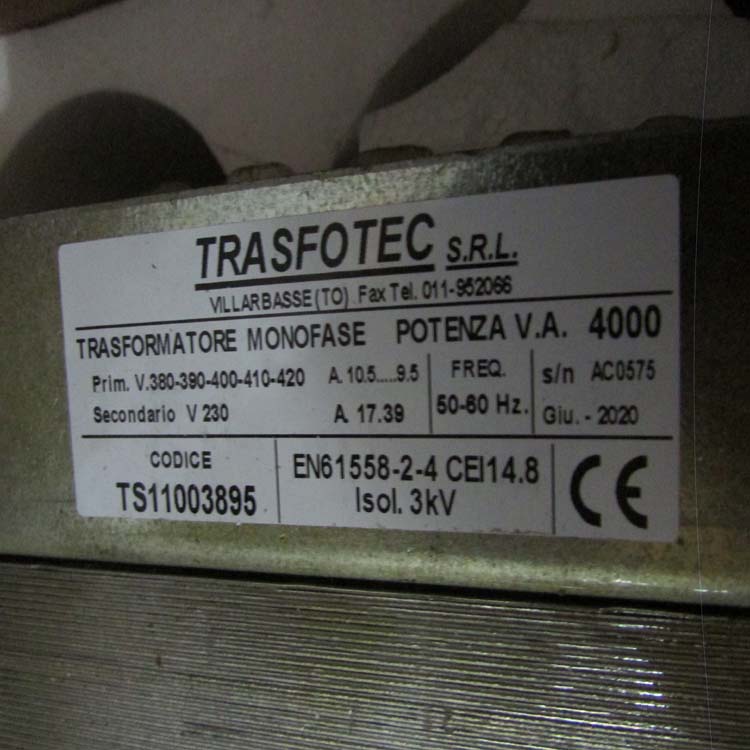 TRASFOTEC S.R.L.
VILLARBASSE (TO) Fax Tel. 011-952066
TRASFORMATORE MONOFASE POTENZA V.A. 4000
Prim. V.380-390-400-410-420 A. 10.5.....9.5
Secondario V 230 A. 17.39
FREQ.
50-60 Hz.
s/n AC0575
Giu. - 2020
CODICE
TS11003895
EN61558-2-4 CEI14.8
Isol. 3kV
CE